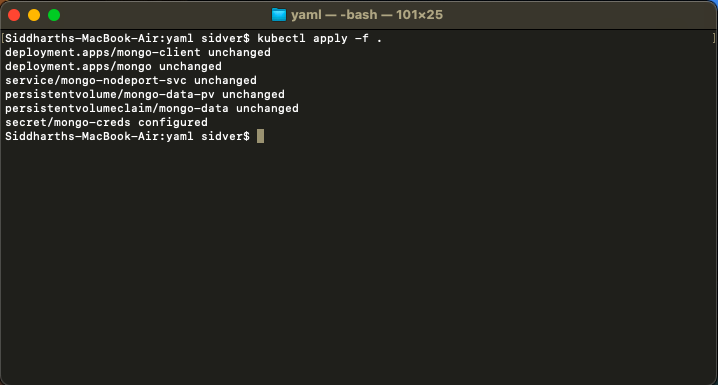 yaml — -bash — 101×25
[Siddharths-MacBook-Air:yaml sidver$ kubectl apply -f . ]
deployment.apps/mongo-client unchanged
deployment.apps/mongo unchanged
service/mongo-nodeport-svc unchanged
persistentvolume/mongo-data-pv unchanged
persistentvolumeclaim/mongo-data unchanged
secret/mongo-creds configured
Siddharths-MacBook-Air:yaml sidver$